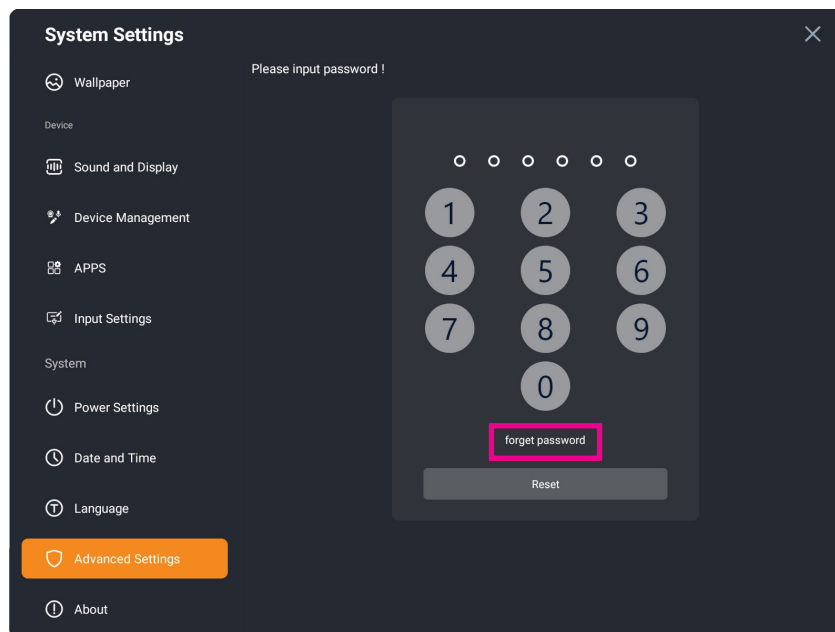 System Settings
Wallpaper
Device
Sound and Display
Device Management
APPS
Input Settings
System
Power Settings
Date and Time
Language
Advanced Settings
About
Please input password !
1 2 3
4 5 6
7 8 9
0
forget password
Reset